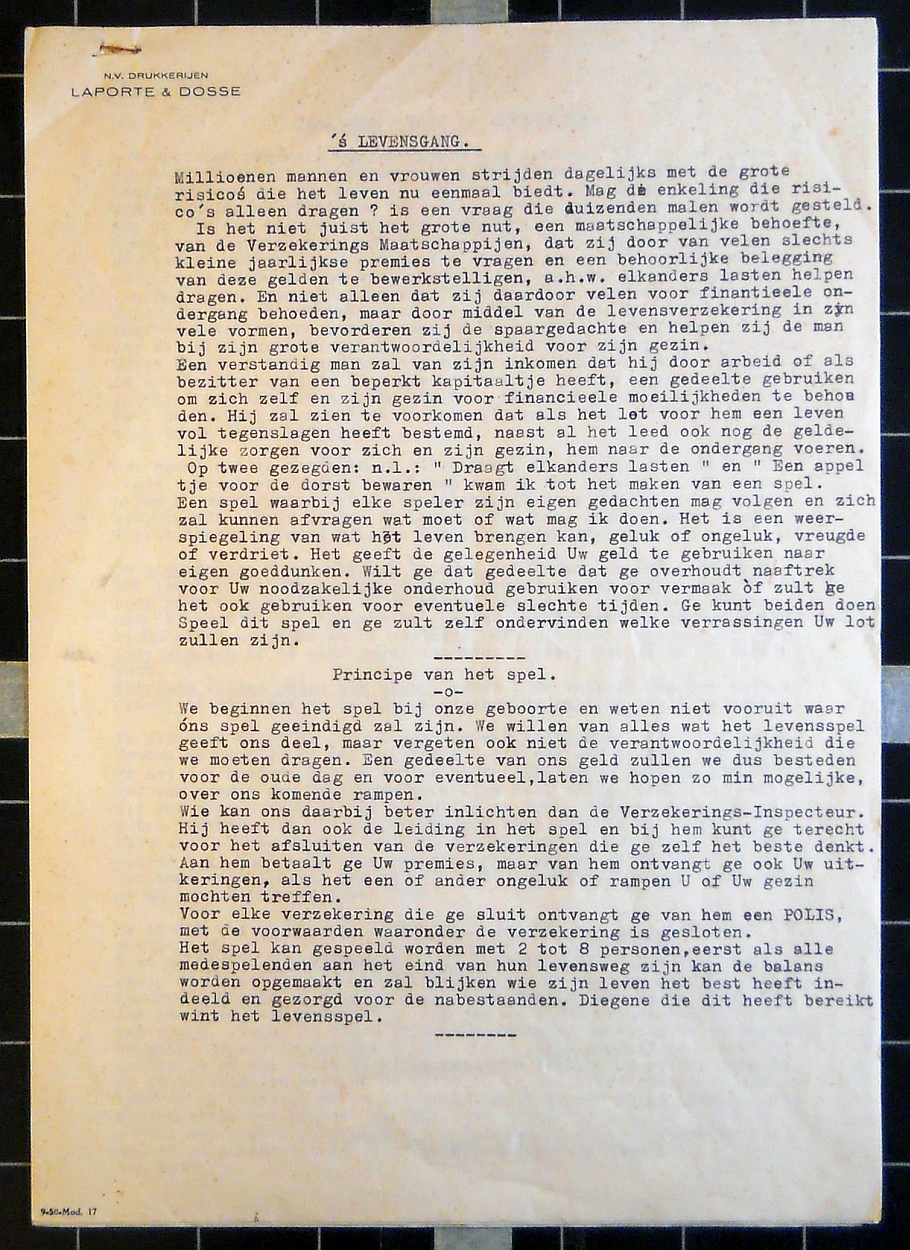 N.V. DRUKKERIJEN
LAPORTE & DOSSE
's LEVENSGANG.
Millioenen mannen en vrouwen strijden dagelijks met de grote
risico's die het leven nu eenmaal biedt. Mag de enkeling die risi-
co's alleen dragen ? is een vraag die duizenden malen wordt gesteld.
Is het niet juist het grote nut, een maatschappelijke behoefte,
van de Verzekerings Maatschappijen, dat zij door van velen slechts
kleine jaarlijkse premies te vragen en een behoorlijke belegging
van deze gelden te bewerkstelligen, a.h.w. elkanders lasten helpen
dragen. En niet alleen dat zij daardoor velen voor finantieele on-
dergang behoeden, maar door middel van de levensverzekering in zijn
vele vormen, bevorderen zij de spaargedachte en helpen zij de man
bij zijn grote verantwoordelijkheid voor zijn gezin.
Een verstandig man zal van zijn inkomen dat hij door arbeid of als
bezitter van een beperkt kapitaaltje heeft, een gedeelte gebruiken
om zich zelf en zijn gezin voor financieele moeilijkheden te behoe
den. Hij zal zien te voorkomen dat als het lot voor hem een leven
vol tegenslagen heeft bestemd, naast al het leed ook nog de gelde-
lijke zorgen voor zich en zijn gezin, hem naar de ondergang voeren.
Op twee gezegden: n.l.: " Draagt elkanders lasten " en " Een appel
tje voor de dorst bewaren " kwam ik tot het maken van een spel.
Een spel waarbij elke speler zijn eigen gedachten mag volgen en zich
zal kunnen afvragen wat moet of wat mag ik doen. Het is een weer-
spiegeling van wat het leven brengen kan, geluk of ongeluk, vreugde
of verdriet. Het geeft de gelegenheid Uw geld te gebruiken naar
eigen goeddunken. Wilt ge dat gedeelte dat ge overhoudt naaftrek
voor Uw noodzakelijke onderhoud gebruiken voor vermaak òf zult ge
het ook gebruiken voor eventuele slechte tijden. Ge kunt beiden doen
Speel dit spel en ge zult zelf ondervinden welke verrassingen Uw lot
zullen zijn.
---------
Principe van het spel.
-o-
We beginnen het spel bij onze geboorte en weten niet vooruit waar
óns spel geeindigd zal zijn. We willen van alles wat het levensspel
geeft ons deel, maar vergeten ook niet de verantwoordelijkheid die
we moeten dragen. Een gedeelte van ons geld zullen we dus besteden
voor de oude dag en voor eventueel,laten we hopen zo min mogelijke,
over ons komende rampen.
Wie kan ons daarbij beter inlichten dan de Verzekerings-Inspecteur.
Hij heeft dan ook de leiding in het spel en bij hem kunt ge terecht
voor het afsluiten van de verzekeringen die ge zelf het beste denkt.
Aan hem betaalt ge Uw premies, maar van hem ontvangt ge ook Uw uit-
keringen, als het een of ander ongeluk of rampen U of Uw gezin
mochten treffen.
Voor elke verzekering die ge sluit ontvangt ge van hem een POLIS,
met de voorwaarden waaronder de verzekering is gesloten.
Het spel kan gespeeld worden met 2 tot 8 personen,eerst als alle
medespelenden aan het eind van hun levensweg zijn kan de balans
worden opgemaakt en zal blijken wie zijn leven het best heeft in-
deeld en gezorgd voor de nabestaanden. Diegene die dit heeft bereikt
wint het levensspel.
--------
9-50-Mod. 17